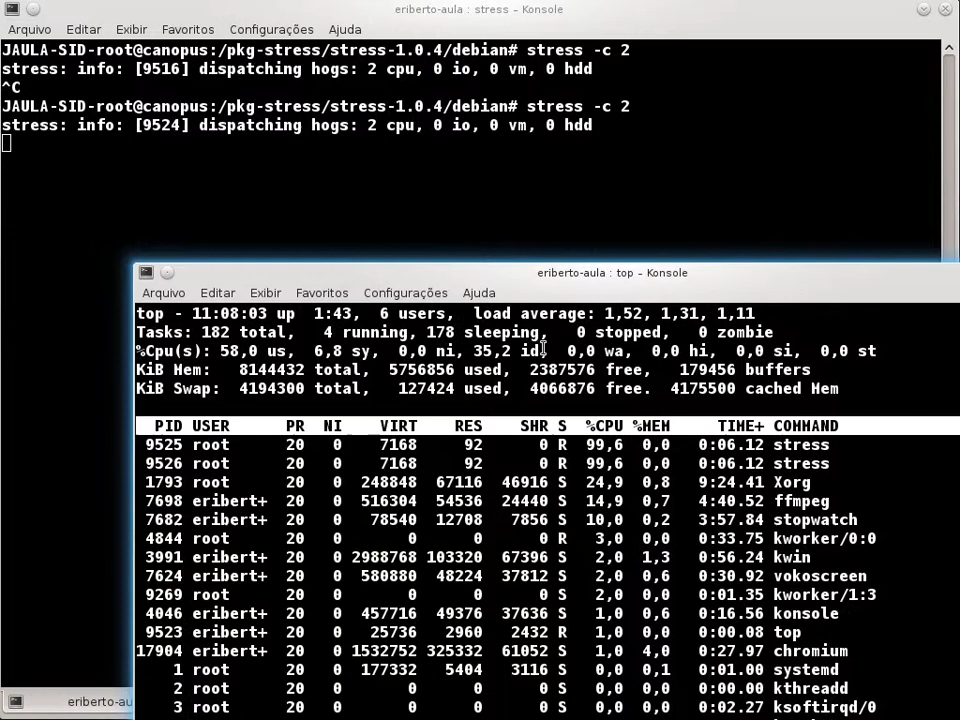 eriberto-aula : stress – Konsole
Arquivo Editar Exibir Favoritos Configurações Ajuda
JAULA-SID-root@canopus:/pkg-stress/stress-1.0.4/debian# stress -c 2
stress: info: [9516] dispatching hogs: 2 cpu, 0 io, 0 vm, 0 hdd
^C
JAULA-SID-root@canopus:/pkg-stress/stress-1.0.4/debian# stress -c 2
stress: info: [9524] dispatching hogs: 2 cpu, 0 io, 0 vm, 0 hdd
eriberto-aula : top – Konsole
Arquivo Editar Exibir Favoritos Configurações Ajuda
top - 11:08:03 up 1:43, 6 users, load average: 1,52, 1,31, 1,11
Tasks: 182 total, 4 running, 178 sleeping, 0 stopped, 0 zombie
%Cpu(s): 58,0 us, 6,8 sy, 0,0 ni, 35,2 id, 0,0 wa, 0,0 hi, 0,0 si, 0,0 st
KiB Mem: 8144432 total, 5756856 used, 2387576 free, 179456 buffers
KiB Swap: 4194300 total, 127424 used, 4066876 free. 4175500 cached Mem
PID USER PR NI VIRT RES SHR S %CPU %MEM TIME+ COMMAND
9525 root 20 0 7168 92 0 R 99,6 0,0 0:06.12 stress
9526 root 20 0 7168 92 0 R 99,6 0,0 0:06.12 stress
1793 root 20 0 248848 67116 46916 S 24,9 0,8 9:24.41 Xorg
7698 eribert+ 20 0 516304 54536 24440 S 14,9 0,7 4:40.52 ffmpeg
7682 eribert+ 20 0 78540 12708 7856 S 10,0 0,2 3:57.84 stopwatch
4844 root 20 0 0 0 0 R 3,0 0,0 0:33.75 kworker/0:0
3991 eribert+ 20 0 2988768 103320 67396 S 2,0 1,3 0:56.24 kwin
7624 eribert+ 20 0 580880 48224 37812 S 2,0 0,6 0:30.92 vokoscreen
9269 root 20 0 0 0 0 S 2,0 0,0 0:01.35 kworker/1:3
4046 eribert+ 20 0 457716 49376 37636 S 1,0 0,6 0:16.56 konsole
9523 root 20 0 25736 2960 2432 R 1,0 0,0 0:00.08 top
17904 eribert+ 20 0 1532752 325332 61052 S 1,0 4,0 0:27.97 chromium
1 root 20 0 177332 5404 3116 S 0,0 0,1 0:01.00 systemd
2 root 20 0 0 0 0 S 0,0 0,0 0:00.00 kthreadd
3 root 20 0 0 0 0 S 0,0 0,0 0:02.27 ksoftirqd/0
eriberto-au